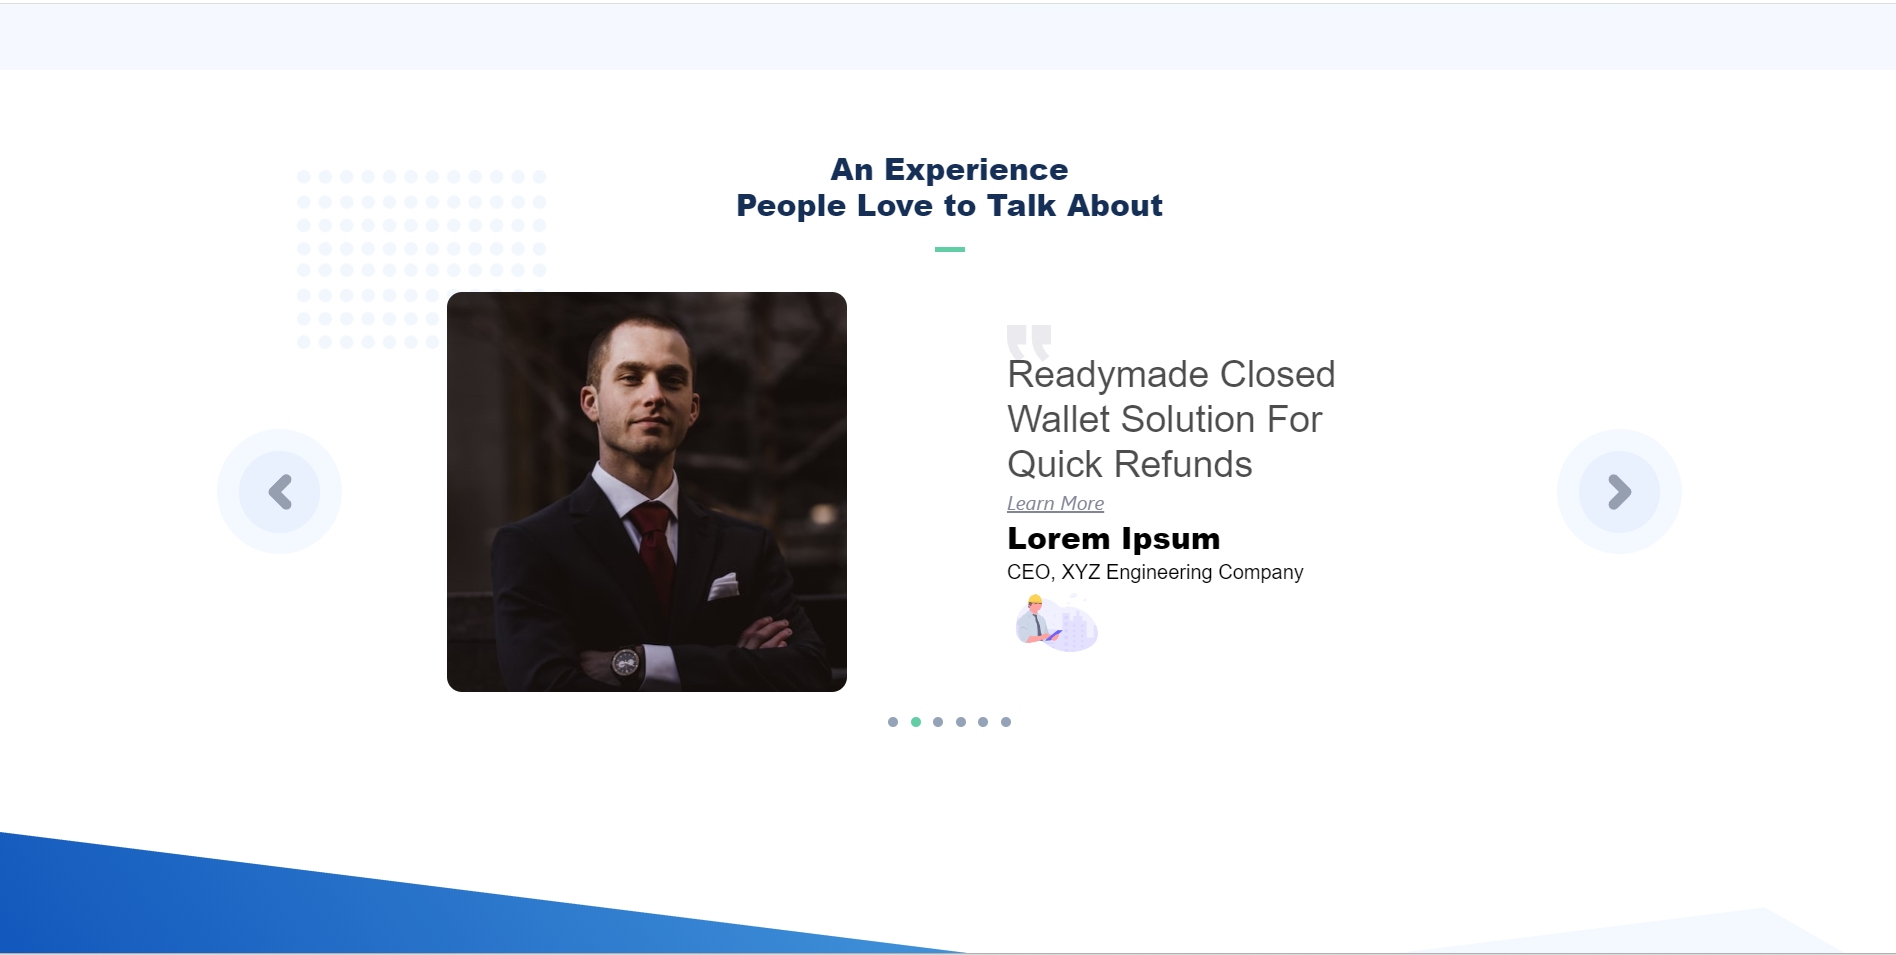 An Experience
People Love to Talk About
Readymade Closed
Wallet Solution For
Quick Refunds
Learn More
Lorem Ipsum
CEO, XYZ Engineering Company